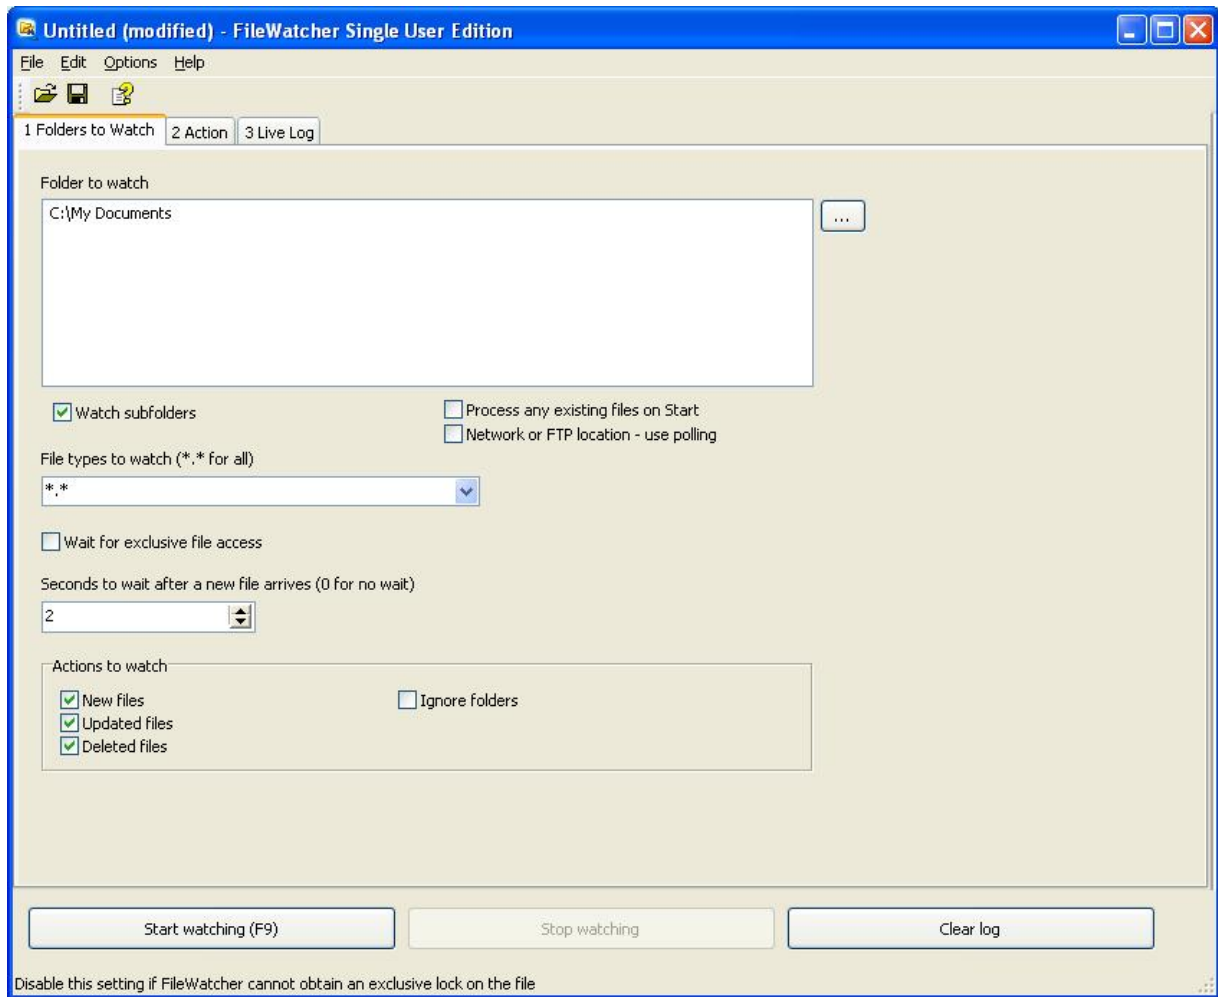 Untitled (modified) - FileWatcher Single User Edition
File Edit Options Help
1 Folders to Watch 2 Action 3 Live Log
Folder to watch
C:\My Documents
...
Watch subfolders
Process any existing files on Start
Network or FTP location - use polling
File types to watch (*.* for all)
*.*
Wait for exclusive file access
Seconds to wait after a new file arrives (0 for no wait)
2
Actions to watch
New files
Ignore folders
Updated files
Deleted files
Start watching (F9) Stop watching Clear log
Disable this setting if FileWatcher cannot obtain an exclusive lock on the file